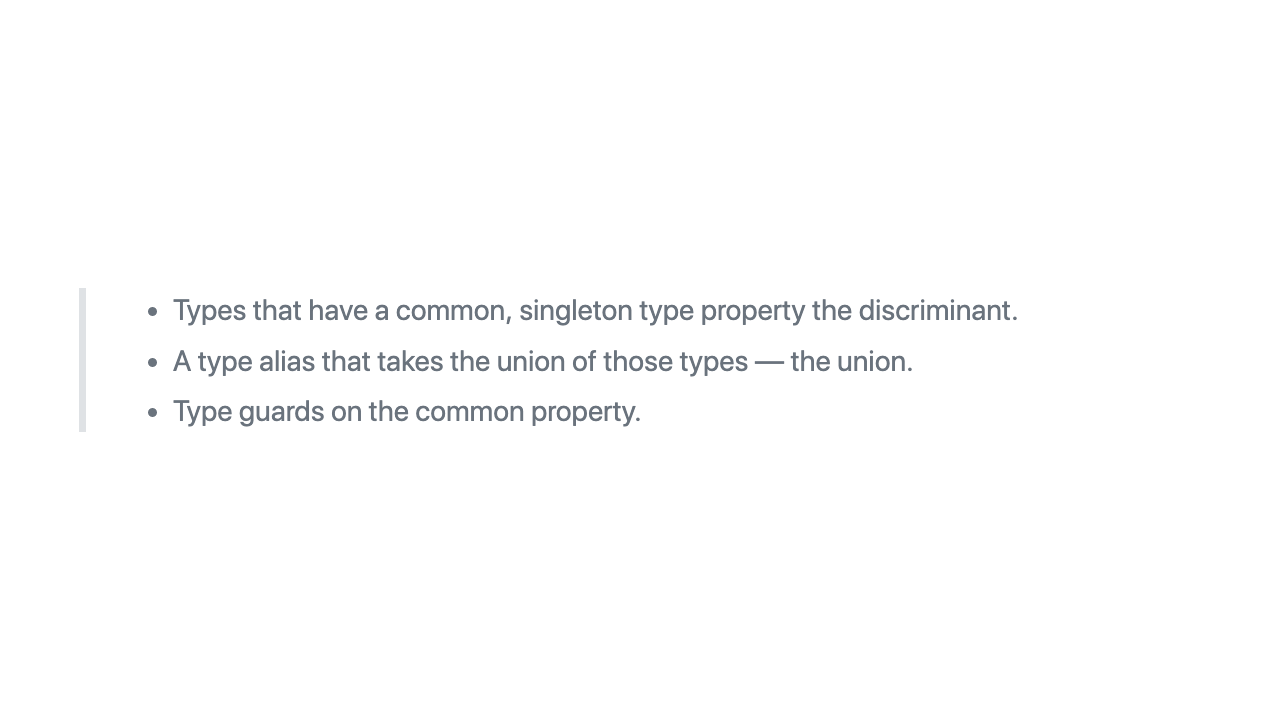 Types that have a common, singleton type property the discriminant.
A type alias that takes the union of those types — the union.
Type guards on the common property.